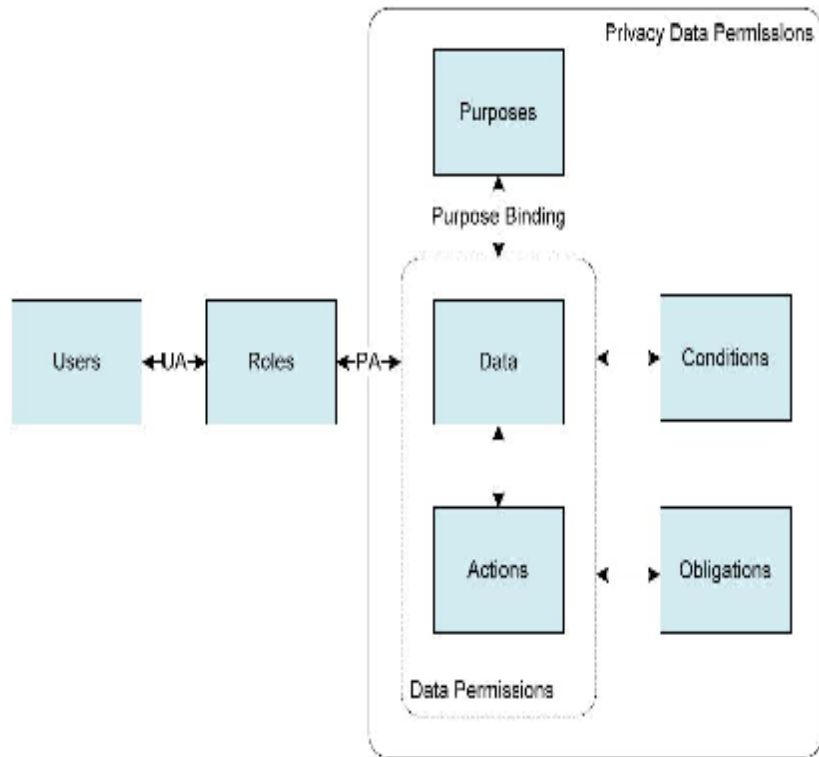 Privacy Data Permissions
Purposes
Purpose Binding
Users
UA
Roles
PA
Data
Conditions
Actions
Obligations
Data Permissions